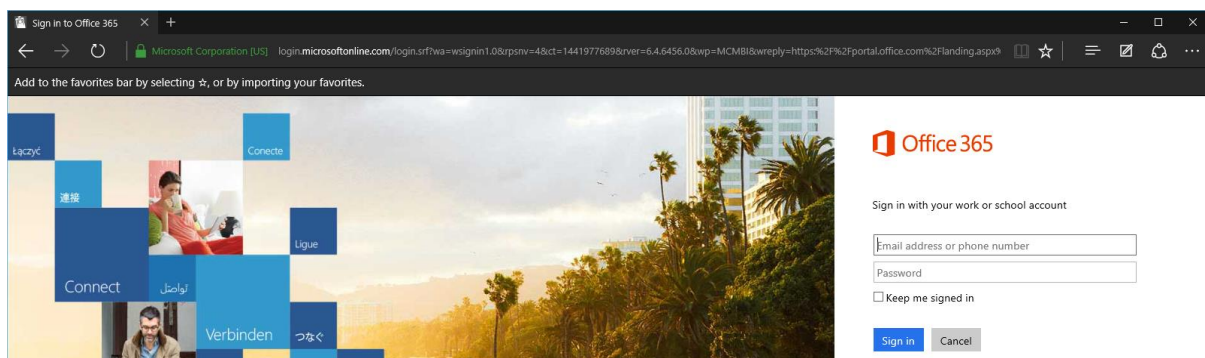 Sign in to Office 365
Microsoft Corporation [US] login.microsoftonline.com/login.srf?wa=wsignin1.0&rpsnv=4&ct=1441977689&rver=6.4.6456.0&wp=MCMBI&wreply=https:%2F%2Fportal.office.com%2Flanding.aspx%
Add to the favorites bar by selecting ☆, or by importing your favorites.
Łączyć
Conecte
連接
Ligue
Connect
تواصل
Verbinden
つなぐ
Office 365
Sign in with your work or school account
Email address or phone number
Password
Keep me signed in
Sign in Cancel